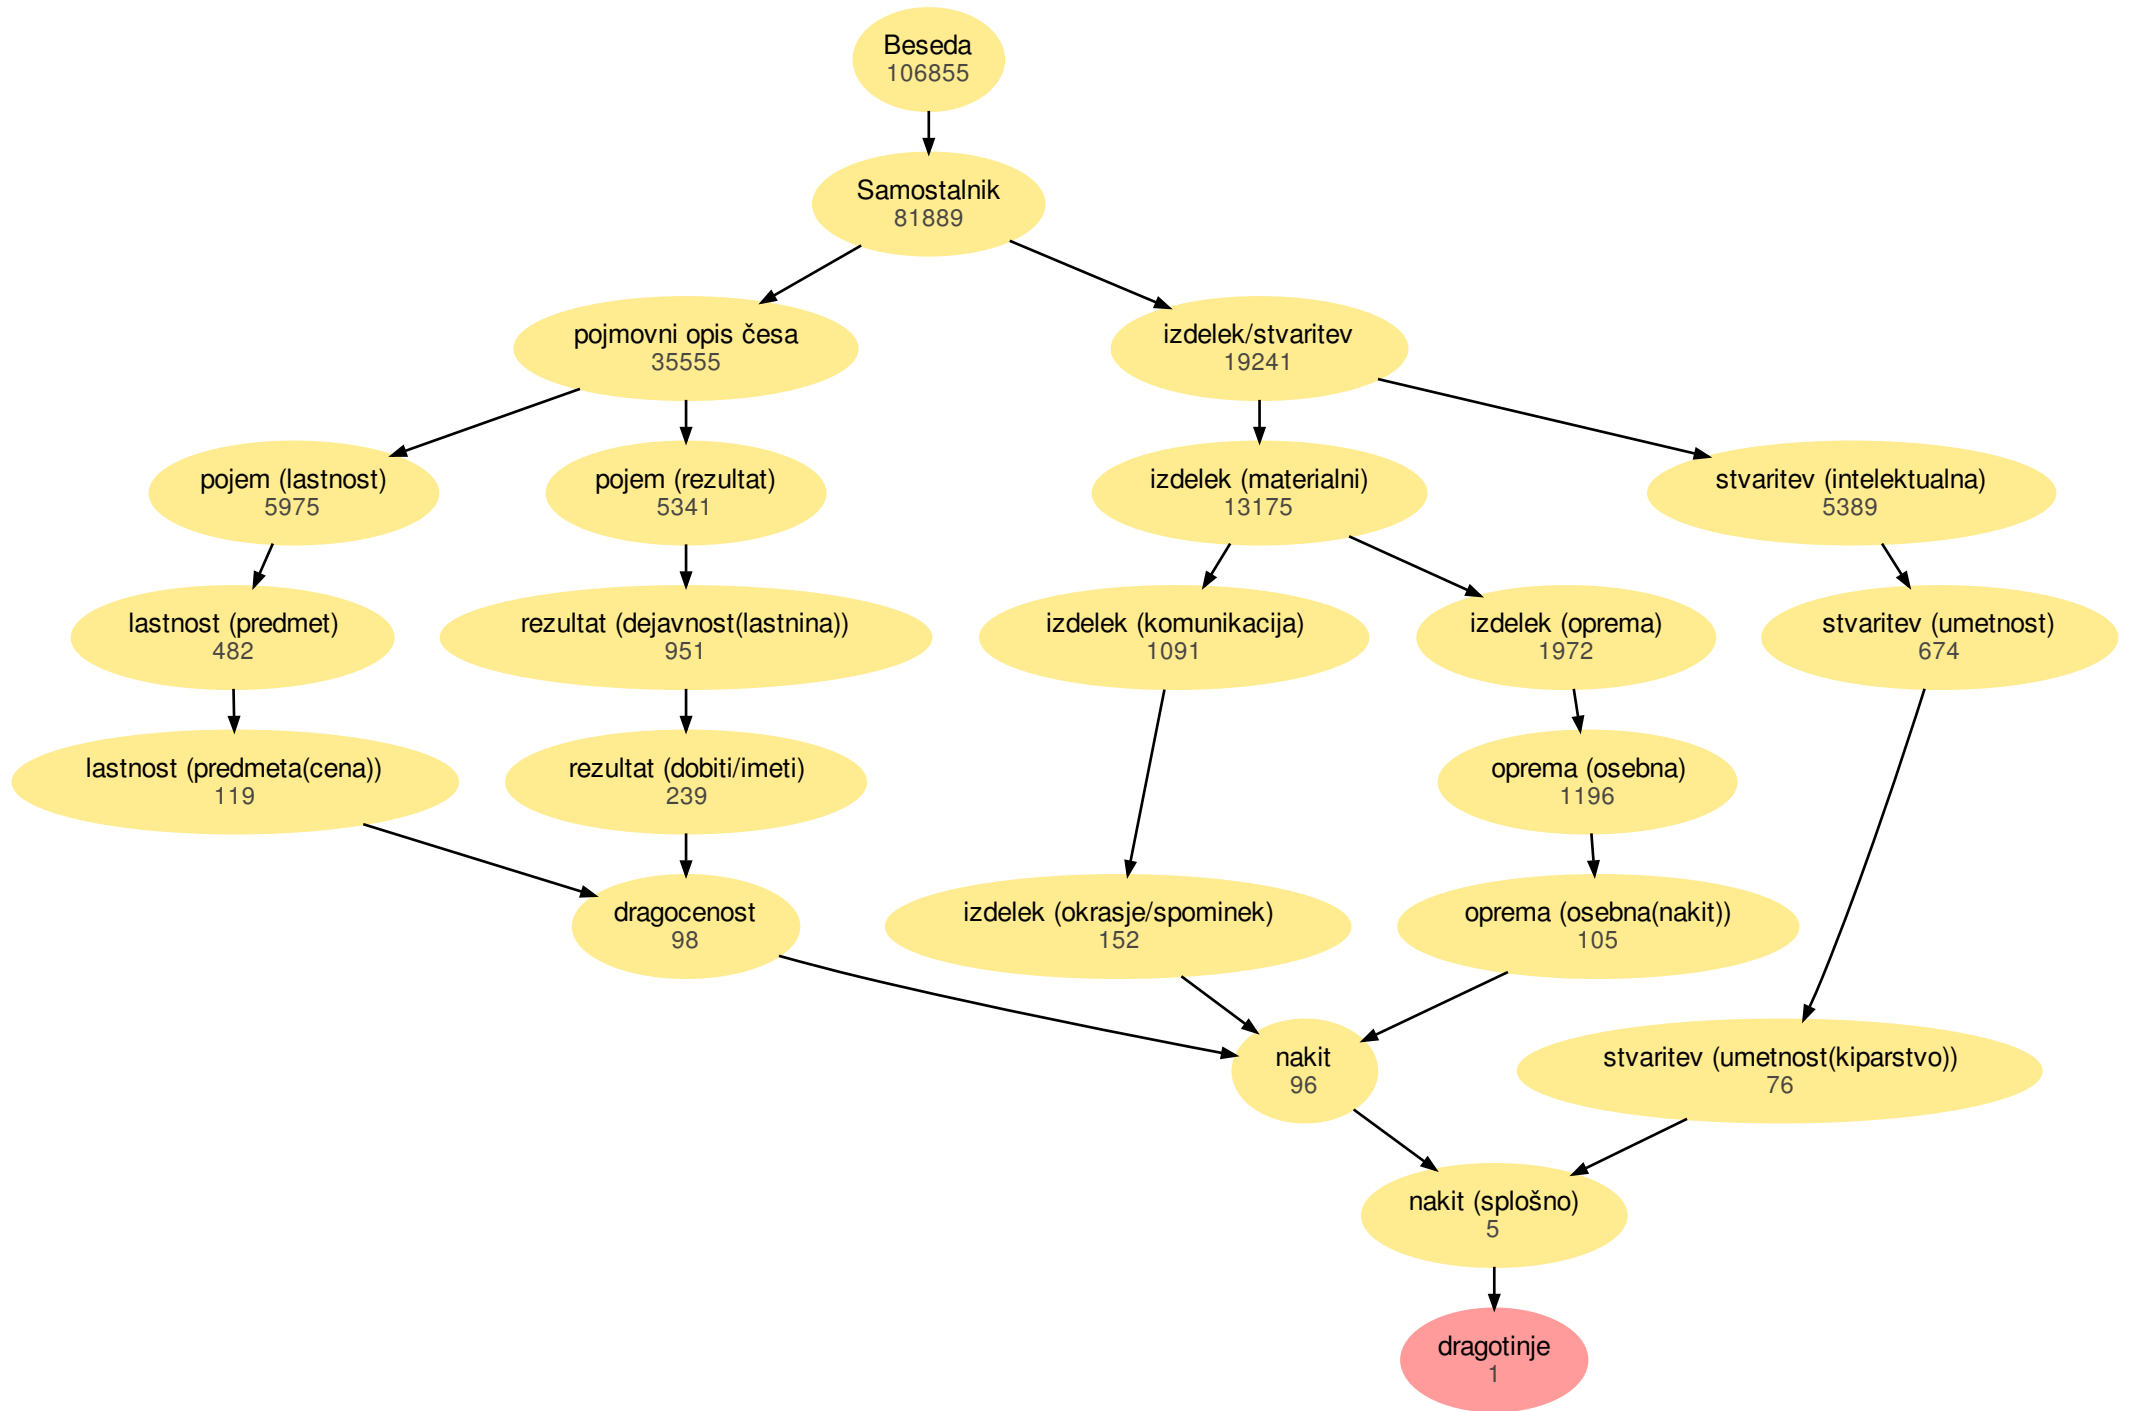 Beseda
106855
Samostalnik
81889
pojmovni opis česa
35555
izdelek/stvaritev
19241
pojem (lastnost)
5975
pojem (rezultat)
5341
izdelek (materialni)
13175
stvaritev (intelektualna)
5389
lastnost (predmet)
482
rezultat (dejavnost(lastnina))
951
izdelek (komunikacija)
1091
izdelek (oprema)
1972
stvaritev (umetnost)
674
lastnost (predmeta(cena))
119
rezultat (dobiti/imeti)
239
oprema (osebna)
1196
dragocenost
98
izdelek (okrasje/spominek)
152
oprema (osebna(nakit))
105
nakit
96
stvaritev (umetnost(kiparstvo))
76
nakit (splošno)
5
dragotinje
1